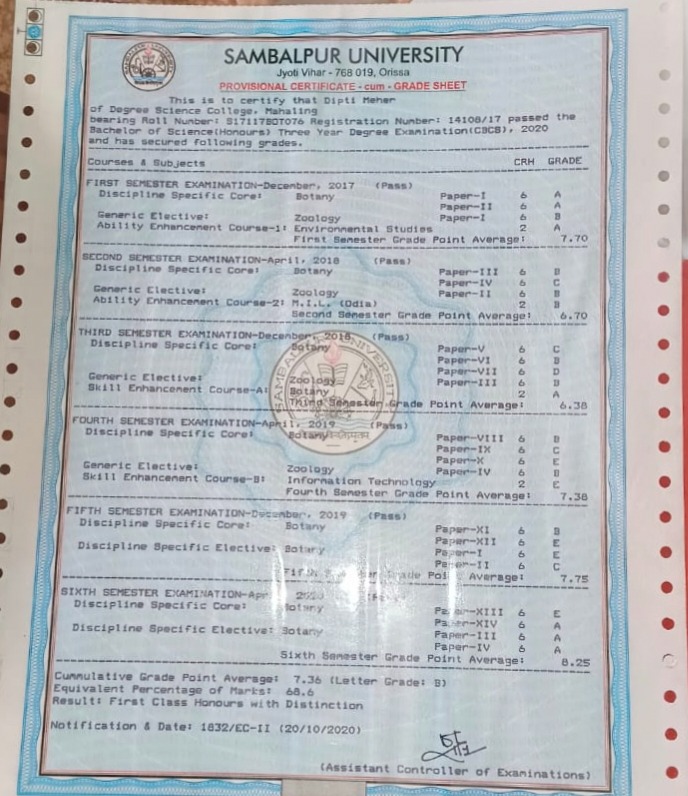 SAMBALPUR UNIVERSITY
Jyoti Vihar - 768 019, Orissa
PROVISIONAL CERTIFICATE - cum - GRADE SHEET
This is to certify that Dipti Meher
of Degree Science College, Mahaling
bearing Roll Number: S17117BOT076 Registration Number: 14108/17 passed the
Bachelor of Science(Honours) Three Year Degree Examination(CBCS), 2020
and has secured following grades.
Courses & Subjects CRH GRADE
FIRST SEMESTER EXAMINATION-December, 2017 (Pass)
Discipline Specific Core: Botany Paper-I 6 A
Paper-II 6 A
Generic Elective: Zoology Paper-I 6 B
Ability Enhancement Course-1: Environmental Studies 2 A
First Semester Grade Point Average: 7.70
SECOND SEMESTER EXAMINATION-April, 2018 (Pass)
Discipline Specific Core: Botany Paper-III 6 B
Paper-IV 6 C
Generic Elective: Zoology Paper-II 6 B
Ability Enhancement Course-2: M.I.L. (Odia) 2 B
Second Semester Grade Point Average: 6.70
THIRD SEMESTER EXAMINATION-December, 2018 (Pass)
Discipline Specific Core: Botany Paper-V 6 C
Paper-VI 6 B
Paper-VII 6 D
Generic Elective: Zoology Paper-III 6 B
Skill Enhancement Course-A: Botany 2 A
Third Semester Grade Point Average: 6.38
FOURTH SEMESTER EXAMINATION-April, 2019 (Pass)
Discipline Specific Core: Botany Paper-VIII 6 B
Paper-IX 6 C
Paper-X 6 E
Generic Elective: Zoology Paper-IV 6 B
Skill Enhancement Course-B: Information Technology 2 E
Fourth Semester Grade Point Average: 7.38
FIFTH SEMESTER EXAMINATION-December, 2019 (Pass)
Discipline Specific Core: Botany Paper-XI 6 B
Paper-XII 6 E
Discipline Specific Elective: Botany Paper-I 6 E
Paper-II 6 C
Grade Point Average: 7.75
SIXTH SEMESTER EXAMINATION
Discipline Specific Core: Botany Paper-XIII 6 E
Paper-XIV 6 A
Discipline Specific Elective: Botany Paper-III 6 A
Paper-IV 6 A
Sixth Semester Grade Point Average: 8.25
Cummulative Grade Point Average: 7.36 (Letter Grade: B)
Equivalent Percentage of Marks: 68.6
Result: First Class Honours with Distinction
Notification & Date: 1832/EC-II (20/10/2020)
(Assistant Controller of Examinations)